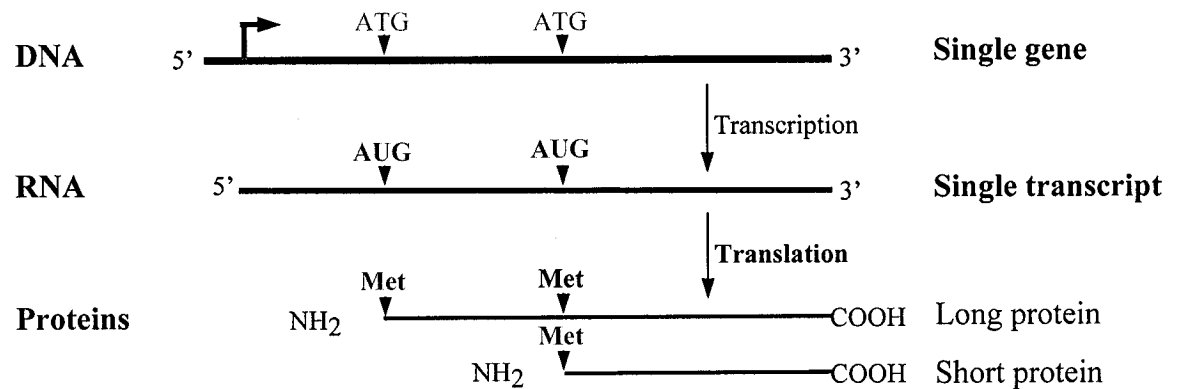 ATG ATG
DNA 5' 3' Single gene
Transcription
AUG AUG
RNA 5' 3' Single transcript
Translation
Met Met
Proteins NH2 COOH Long protein
Met
NH2 COOH Short protein